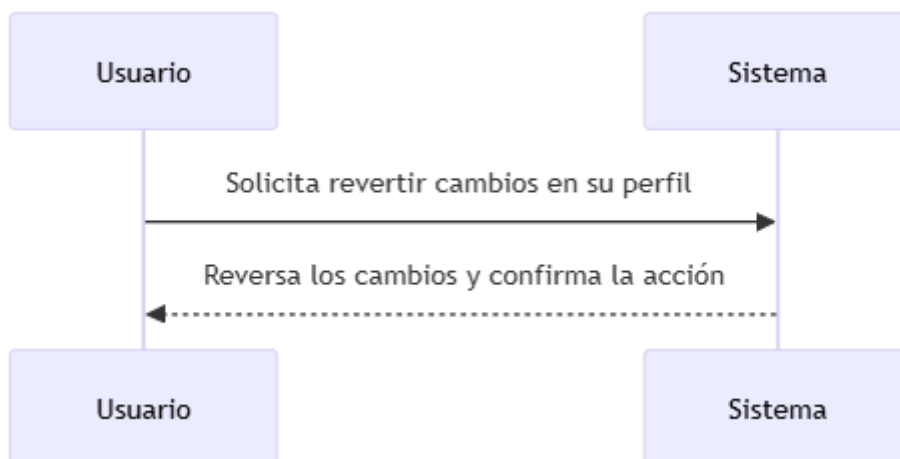 Usuario
Sistema
Solicita revertir cambios en su perfil
Reversa los cambios y confirma la acción
Usuario
Sistema